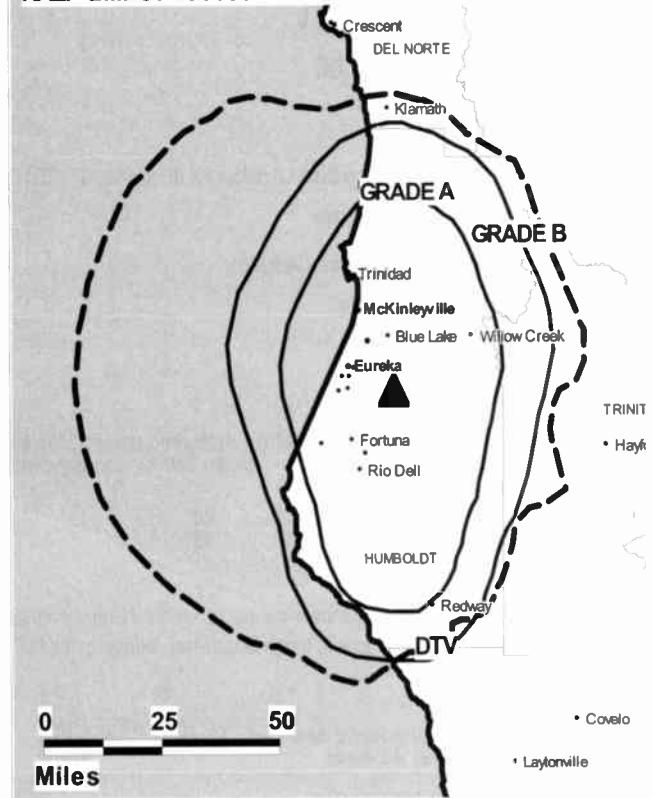 Crescent
DEL NORTE
Klamath
GRADE A
GRADE B
Trinidad
McKinleyville
Blue Lake
Willow Creek
Eureka
TRINIT
Fortuna
Hayfo
Rio Dell
HUMBOLDT
Redway
DTV
0 25 50
Covelo
Laytonville
Miles